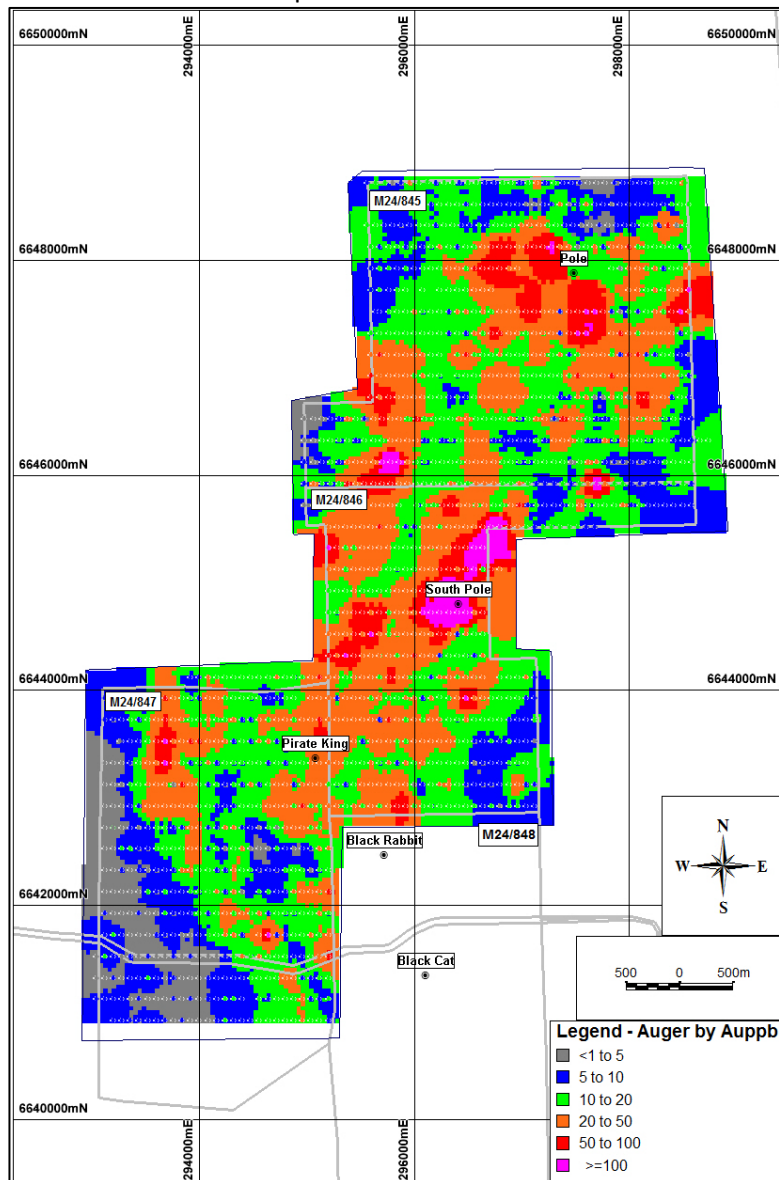 6650000mN
294000mE
296000mE
298000mE
6650000mN
M24/845
6648000mN
Pole
6648000mN
6646000mN
6646000mN
M24/846
South Pole
6644000mN
6644000mN
M24/847
Pirate King
M24/848
Black Rabbit
N
W E
S
6642000mN
6642000mN
Black Cat
500 0 500m
Legend - Auger by Auppb
<1 to 5
5 to 10
10 to 20
20 to 50
50 to 100
>=100
6640000mN
294000mE
296000mE